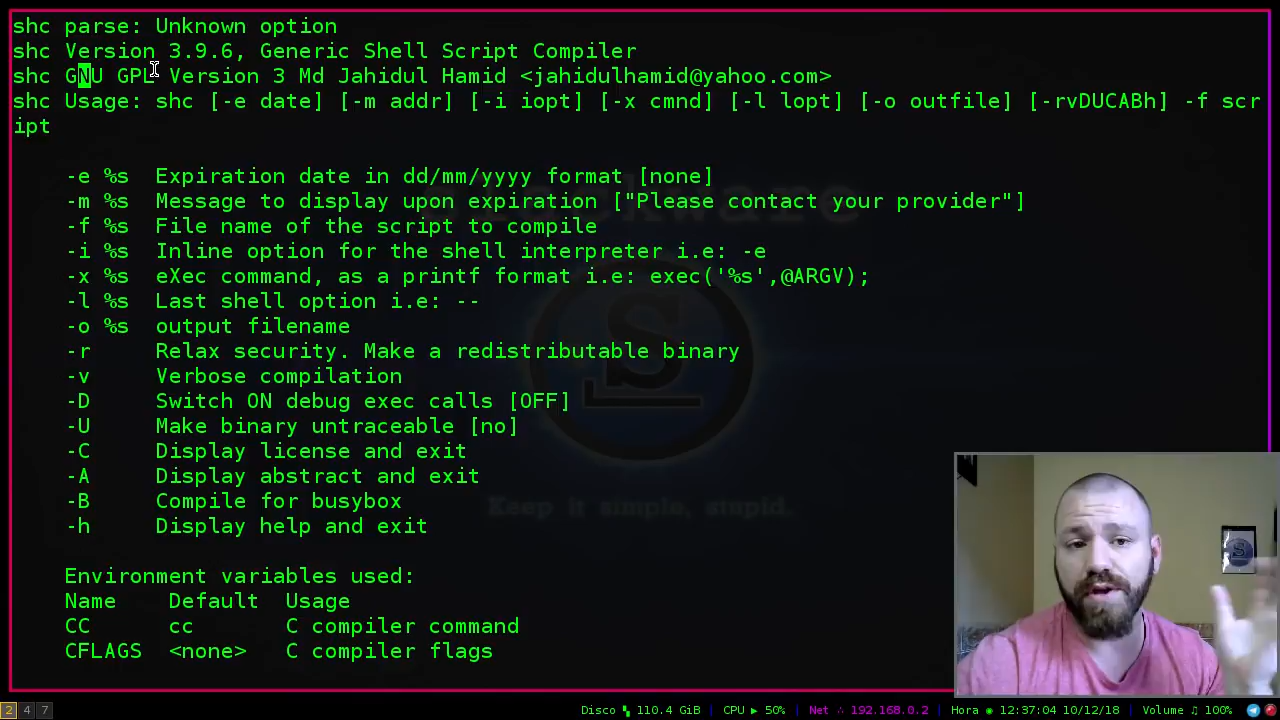 shc parse: Unknown option
shc Version 3.9.6, Generic Shell Script Compiler
shc GNU GPL Version 3 Md Jahidul Hamid <jahidulhamid@yahoo.com>
shc Usage: shc [-e date] [-m addr] [-i iopt] [-x cmnd] [-l lopt] [-o outfile] [-rvDUCABh] -f scr
ipt
-e %s  Expiration date in dd/mm/yyyy format [none]
-m %s  Message to display upon expiration ["Please contact your provider"]
-f %s  File name of the script to compile
-i %s  Inline option for the shell interpreter i.e: -e
-x %s  eXec command, as a printf format i.e: exec('%s',@ARGV);
-l %s  Last shell option i.e: --
-o %s  output filename
-r     Relax security. Make a redistributable binary
-v     Verbose compilation
-D     Switch ON debug exec calls [OFF]
-U     Make binary untraceable [no]
-C     Display license and exit
-A     Display abstract and exit
-B     Compile for busybox
-h     Display help and exit
Environment variables used:
Name    Default  Usage
CC      cc       C compiler command
CFLAGS  <none>   C compiler flags
slackware
S
Keep it simple, stupid.
2 4 7 Disco 110.4 GiB | CPU ▶ 50% | Net ∴ 192.168.0.2 | Hora ◉ 12:37:04 10/12/18 | Volume ♫ 100%